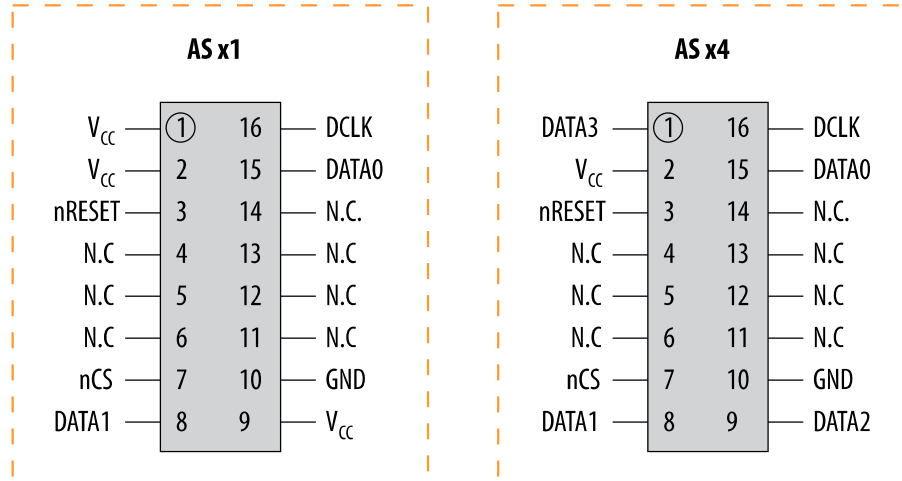 AS x1
VCC 1 16 DCLK
VCC 2 15 DATA0
nRESET 3 14 N.C.
N.C 4 13 N.C
N.C 5 12 N.C
N.C 6 11 N.C
nCS 7 10 GND
DATA1 8 9 VCC
AS x4
DATA3 1 16 DCLK
VCC 2 15 DATA0
nRESET 3 14 N.C.
N.C 4 13 N.C
N.C 5 12 N.C
N.C 6 11 N.C
nCS 7 10 GND
DATA1 8 9 DATA2